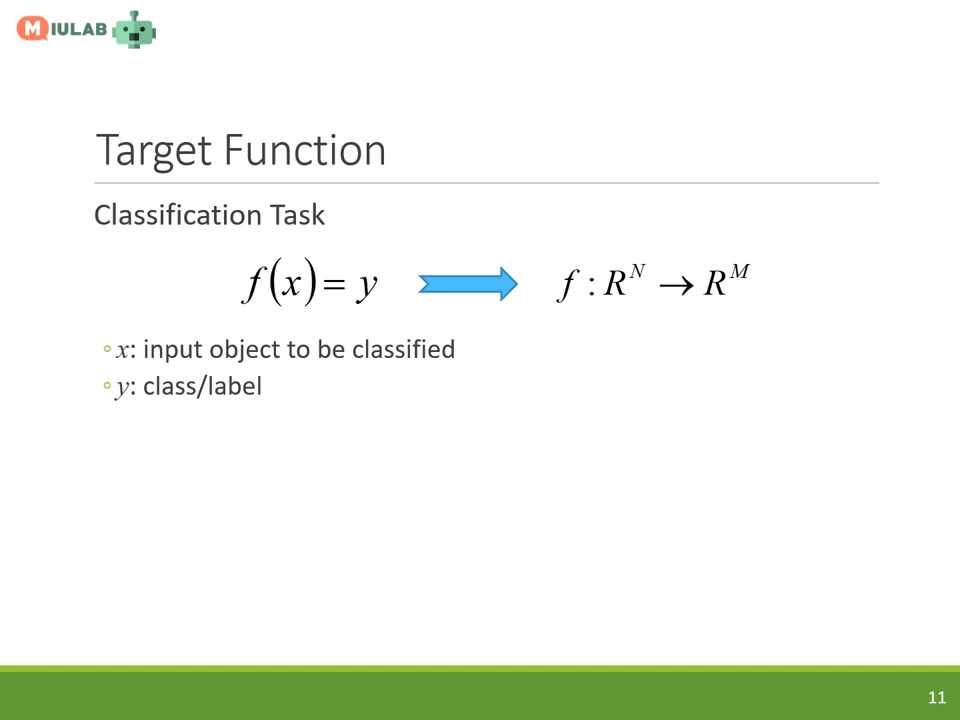 MIULAB
Target Function
Classification Task
f(x) = y
f : R^N → R^M
◦ x: input object to be classified
◦ y: class/label
11